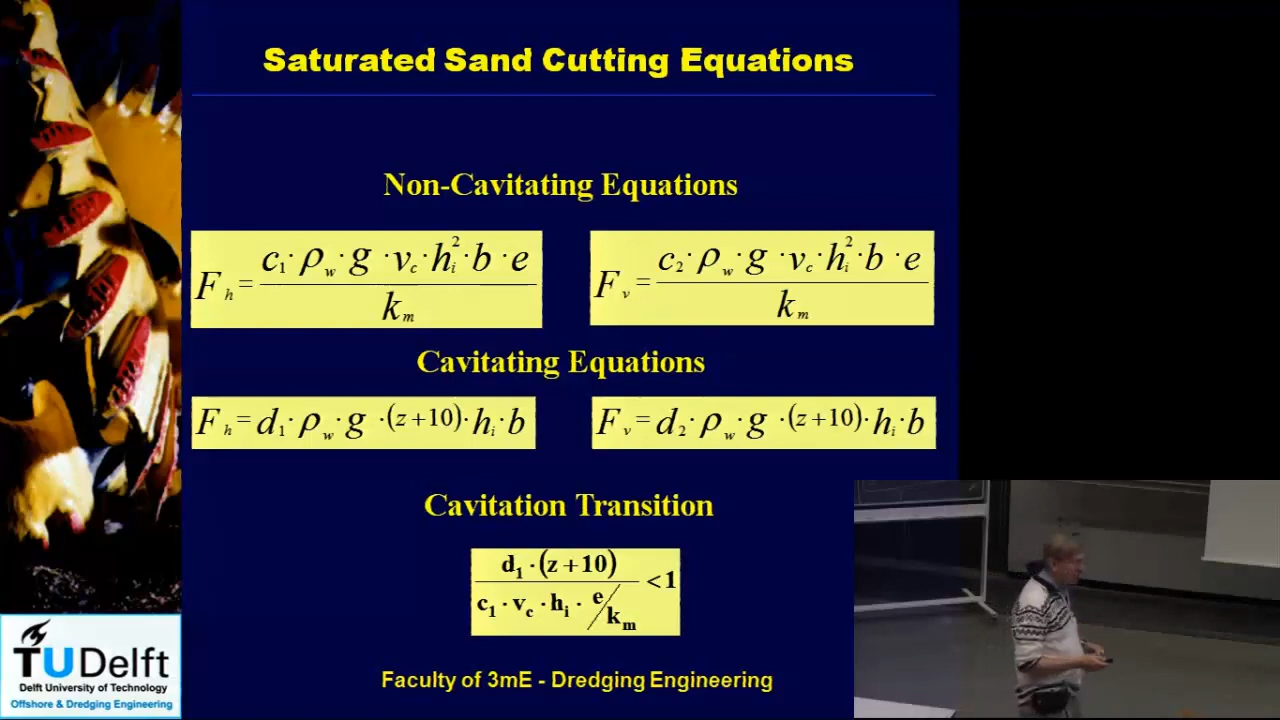 Saturated Sand Cutting Equations
Non-Cavitating Equations
F_h = (c_1 · ρ_w · g · v_c · h_i^2 · b · e) / k_m
F_v = (c_2 · ρ_w · g · v_c · h_i^2 · b · e) / k_m
Cavitating Equations
F_h = d_1 · ρ_w · g · (z + 10) · h_i · b
F_v = d_2 · ρ_w · g · (z + 10) · h_i · b
Cavitation Transition
(d_1 · (z + 10)) / (c_1 · v_c · h_i · e/k_m) < 1
TUDelft
Delft University of Technology
Offshore & Dredging Engineering
Faculty of 3mE - Dredging Engineering